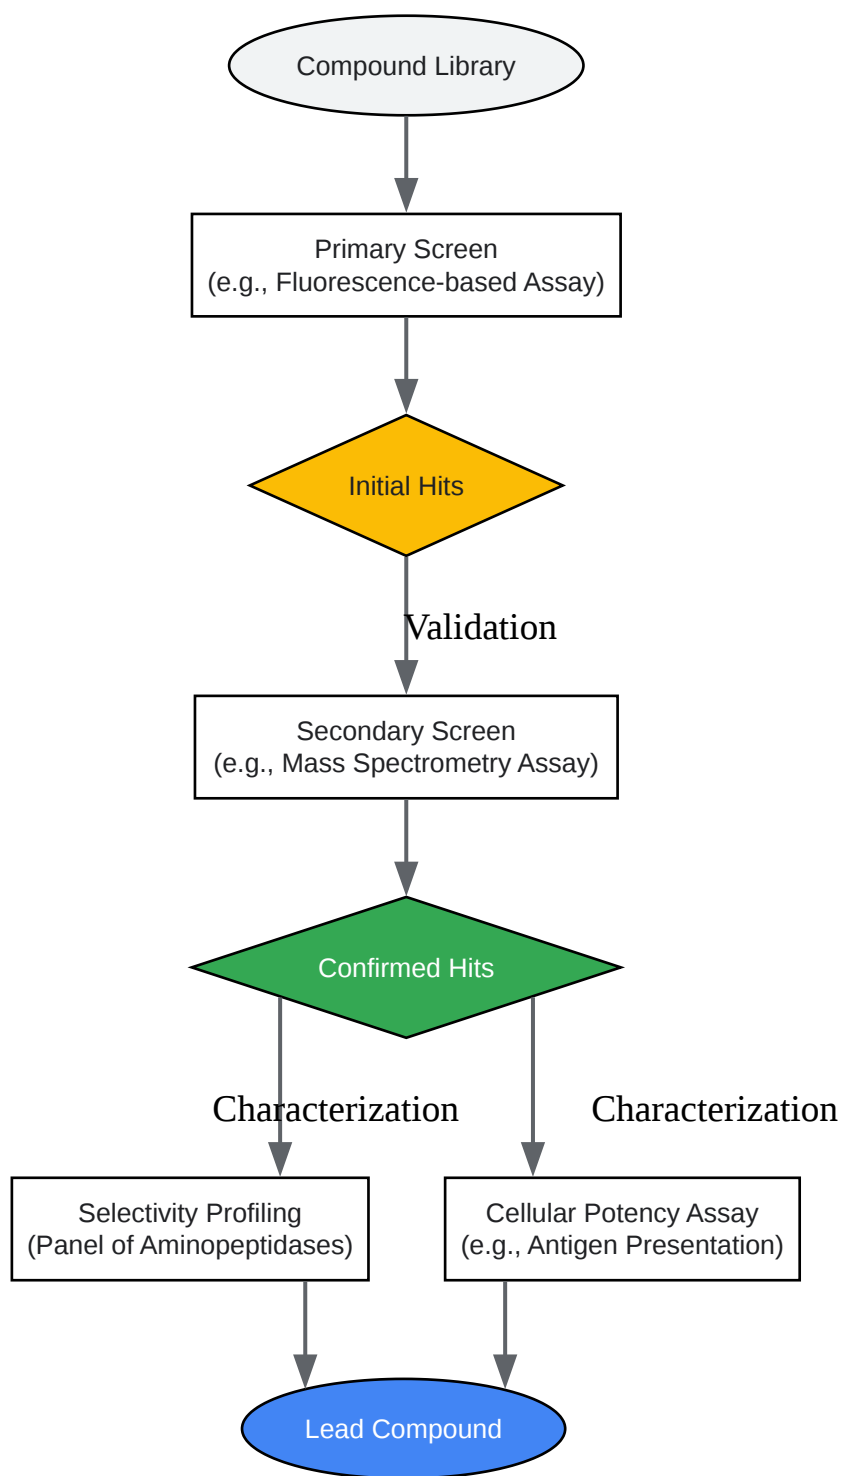 Compound Library
Primary Screen
(e.g., Fluorescence-based Assay)
Initial Hits
Validation
Secondary Screen
(e.g., Mass Spectrometry Assay)
Confirmed Hits
Characterization
Characterization
Selectivity Profiling
(Panel of Aminopeptidases)
Cellular Potency Assay
(e.g., Antigen Presentation)
Lead Compound